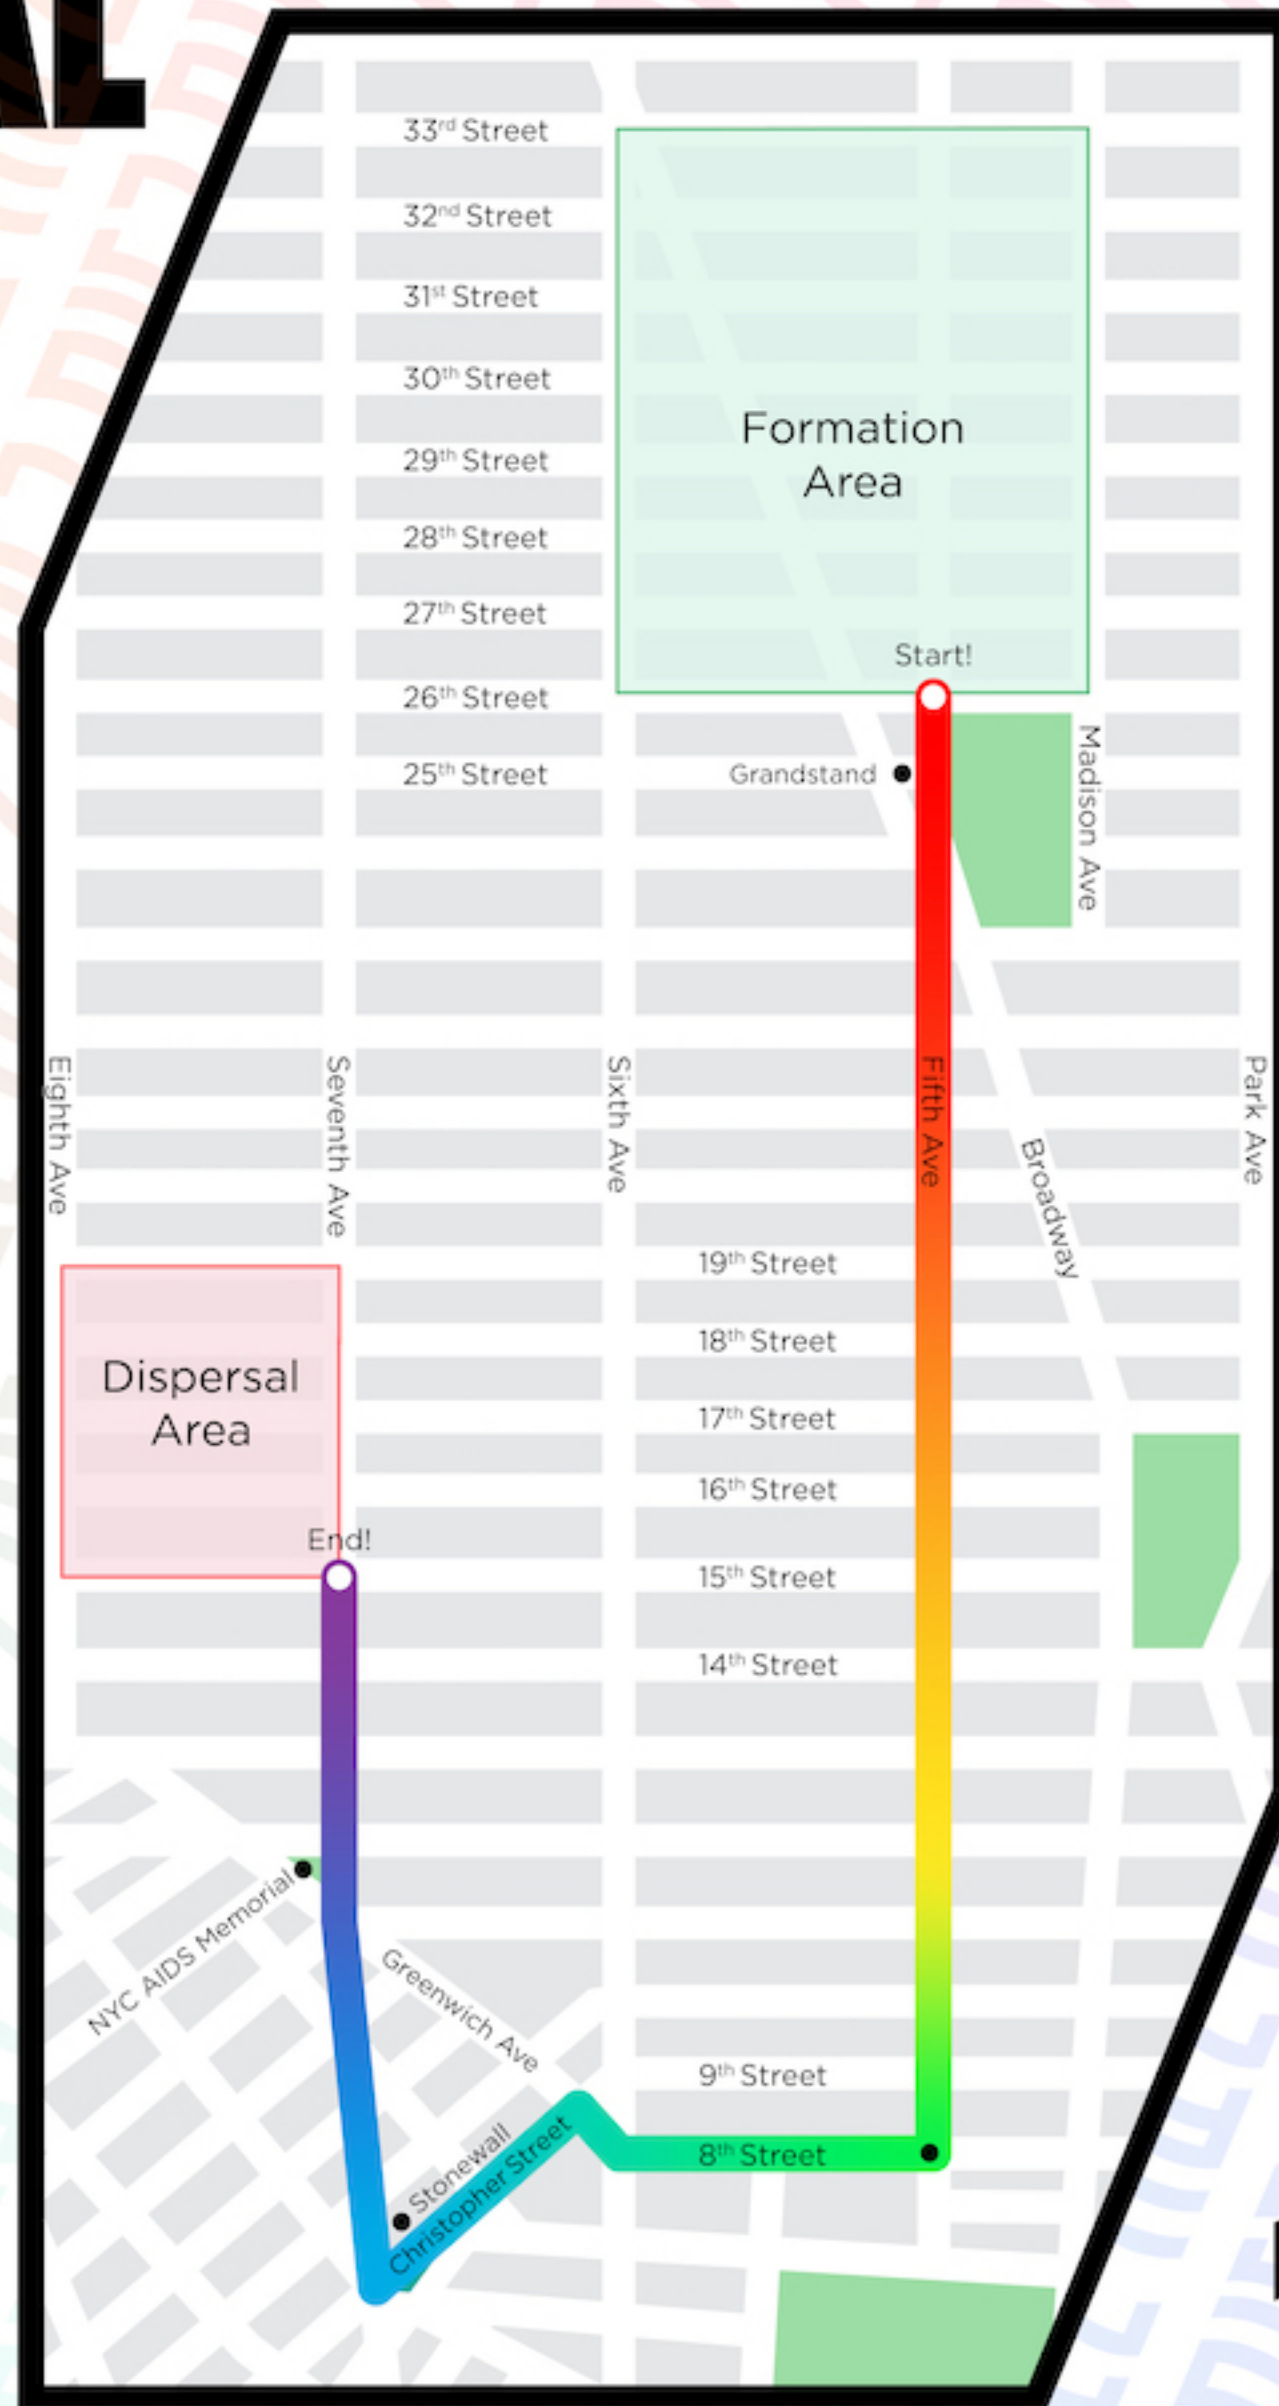 33rd Street
32nd Street
31st Street
30th Street
29th Street
28th Street
27th Street
26th Street
25th Street
Formation
Area
Start!
Grandstand
Madison Ave
Eighth Ave
Seventh Ave
Sixth Ave
Fifth Ave
Broadway
Park Ave
19th Street
18th Street
17th Street
16th Street
15th Street
14th Street
Dispersal
Area
End!
NYC AIDS Memorial
Greenwich Ave
9th Street
8th Street
Stonewall
Christopher Street